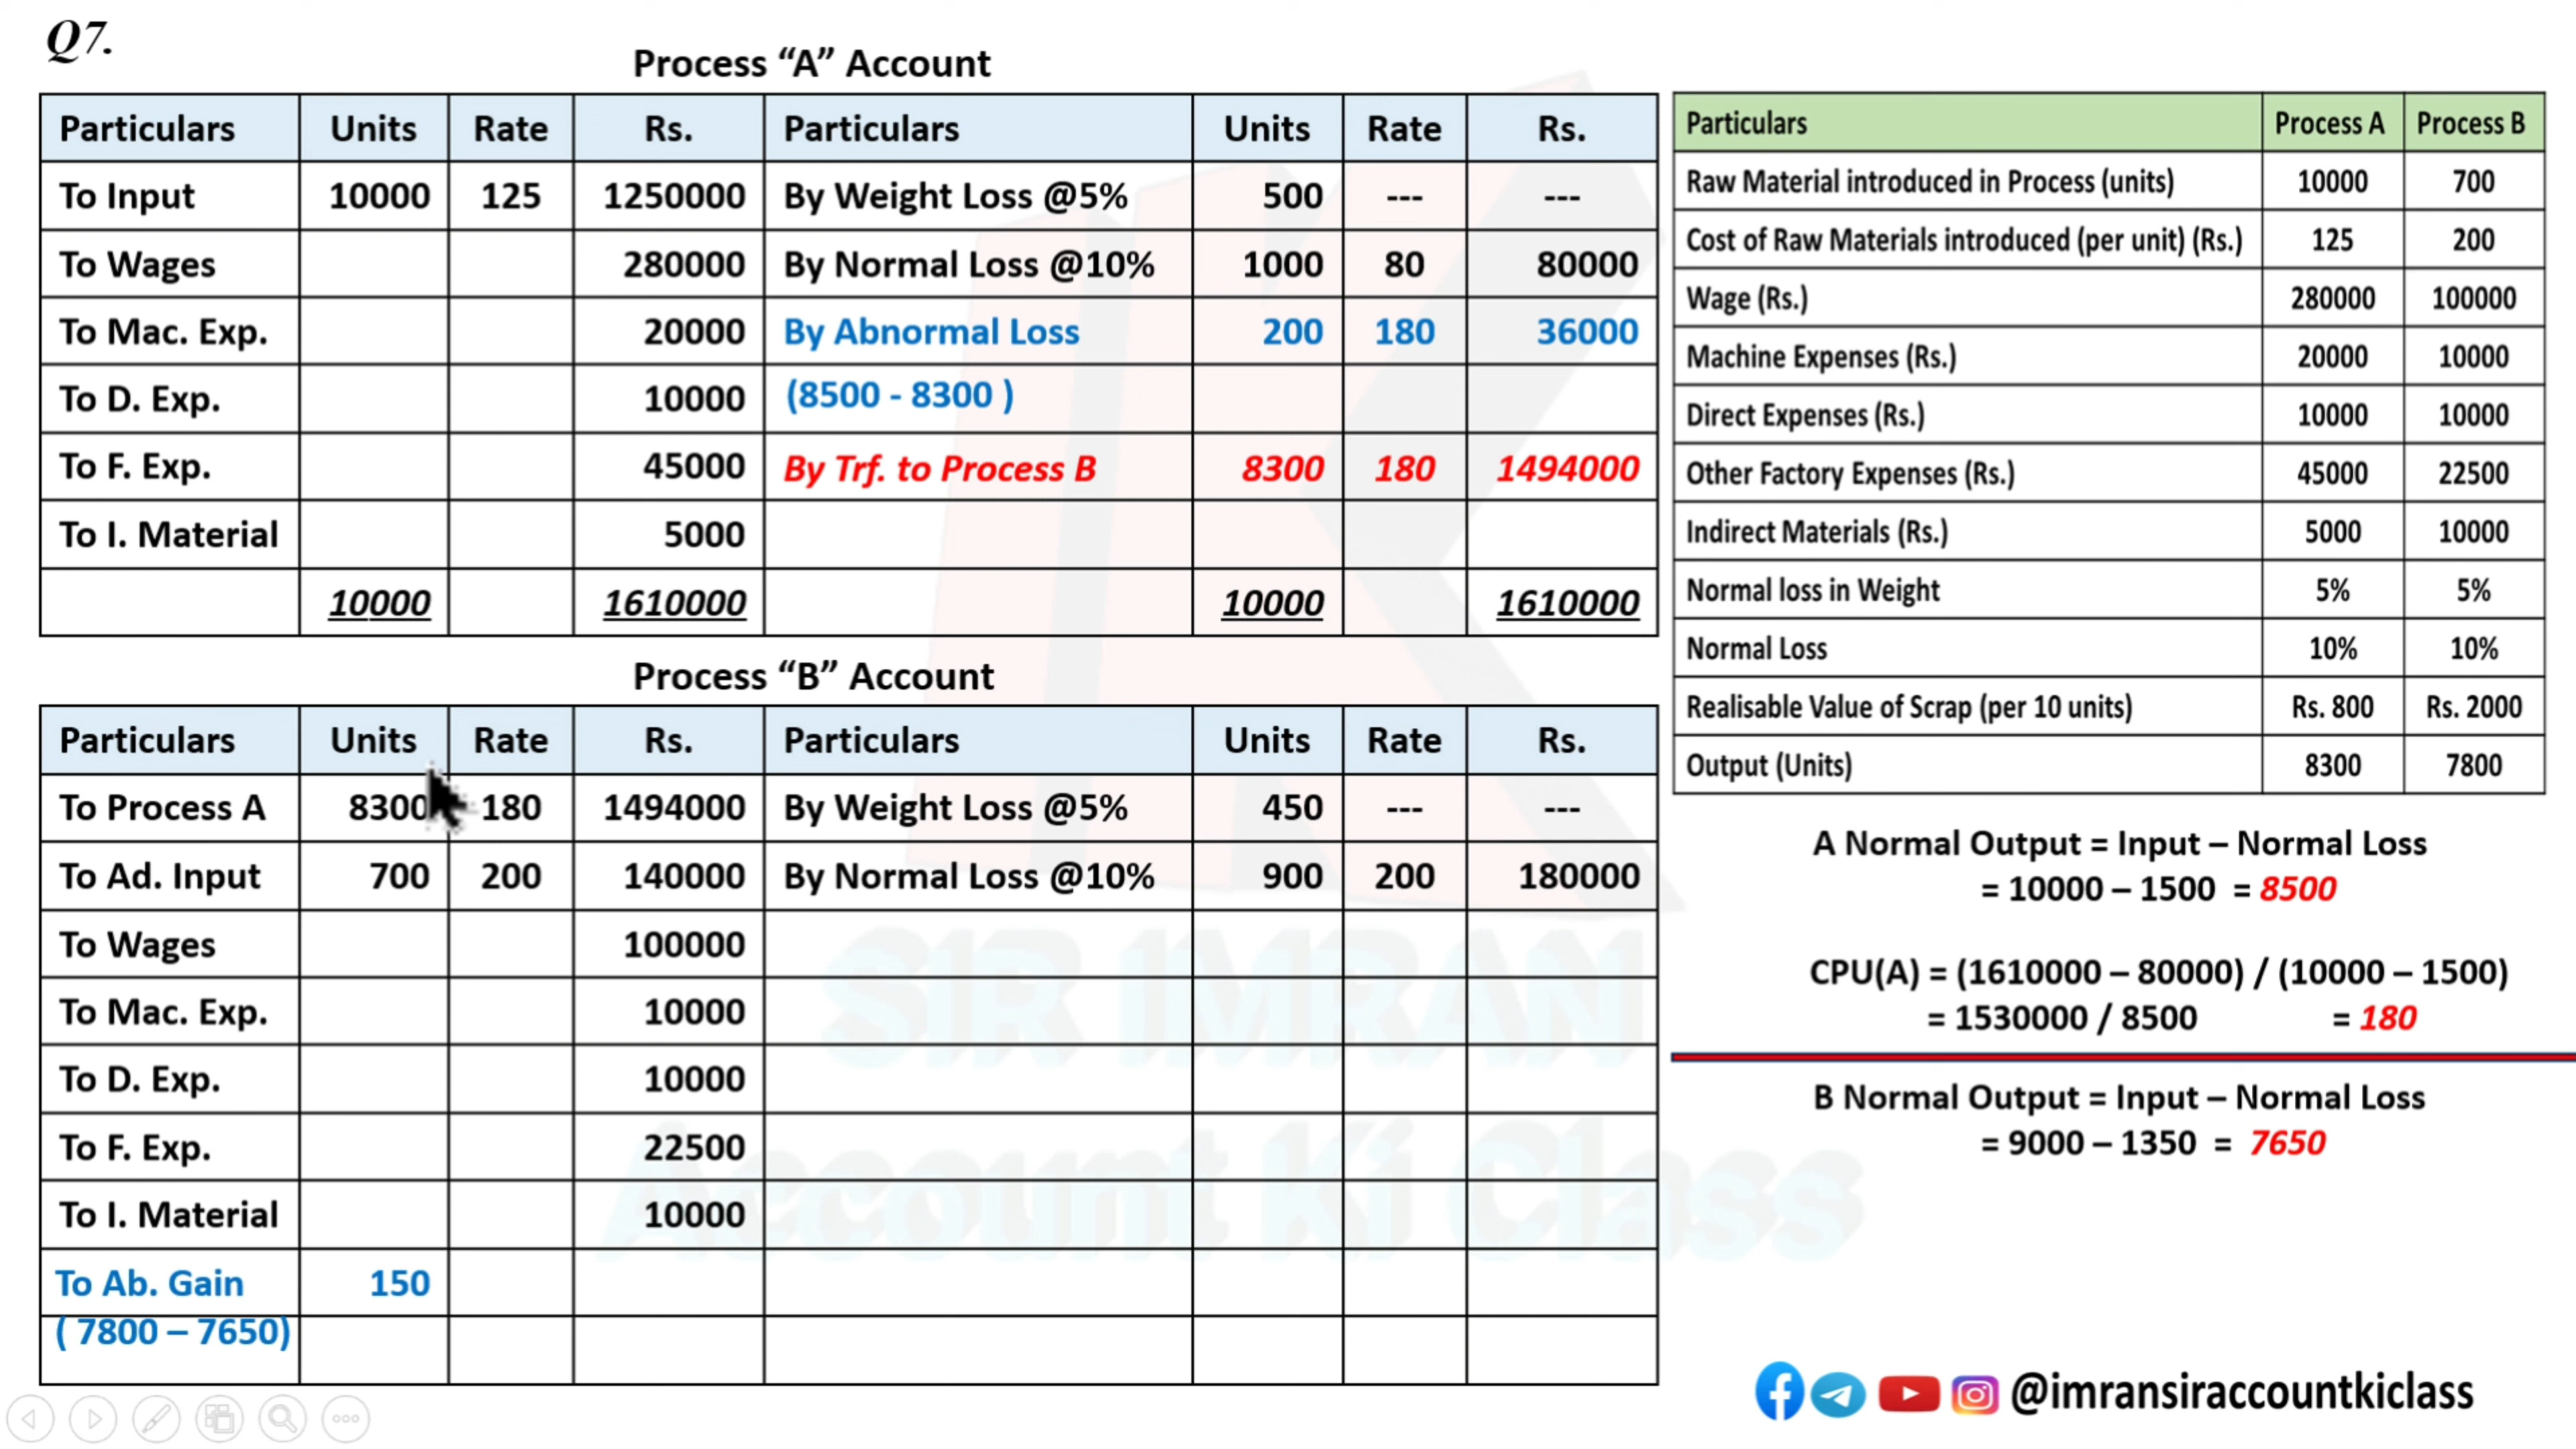 Q7.
Process “A” Account
Particulars Units Rate Rs. Particulars Units Rate Rs.
To Input 10000 125 1250000 By Weight Loss @5% 500 --- ---
To Wages 280000 By Normal Loss @10% 1000 80 80000
To Mac. Exp. 20000 By Abnormal Loss 200 180 36000
To D. Exp. 10000 (8500 - 8300 )
To F. Exp. 45000 By Trf. to Process B 8300 180 1494000
To I. Material 5000
10000 1610000 10000 1610000
Process “B” Account
Particulars Units Rate Rs. Particulars Units Rate Rs.
To Process A 8300 180 1494000 By Weight Loss @5% 450 --- ---
To Ad. Input 700 200 140000 By Normal Loss @10% 900 200 180000
To Wages 100000
To Mac. Exp. 10000
To D. Exp. 10000
To F. Exp. 22500
To I. Material 10000
To Ab. Gain 150
( 7800 – 7650)
Particulars Process A Process B
Raw Material introduced in Process (units) 10000 700
Cost of Raw Materials introduced (per unit) (Rs.) 125 200
Wage (Rs.) 280000 100000
Machine Expenses (Rs.) 20000 10000
Direct Expenses (Rs.) 10000 10000
Other Factory Expenses (Rs.) 45000 22500
Indirect Materials (Rs.) 5000 10000
Normal loss in Weight 5% 5%
Normal Loss 10% 10%
Realisable Value of Scrap (per 10 units) Rs. 800 Rs. 2000
Output (Units) 8300 7800
A Normal Output = Input – Normal Loss
= 10000 – 1500 = 8500
CPU(A) = (1610000 – 80000) / (10000 – 1500)
= 1530000 / 8500 = 180
B Normal Output = Input – Normal Loss
= 9000 – 1350 = 7650
SIR IMRAN
Account Ki Class
@imransiraccountkiclass